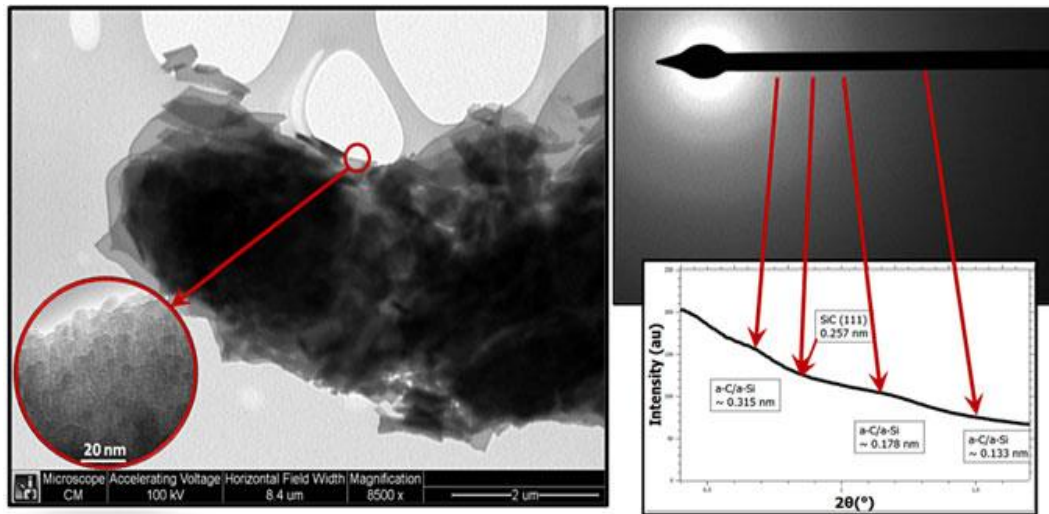 20 nm
Microscope
CM
Accelerating Voltage
100 kV
Horizontal Field Width
8.4 um
Magnification
8500 x
2 um
Intensity (au)
SiC (111)
0.257 nm
a-C/a-Si
~ 0.315 nm
a-C/a-Si
~ 0.178 nm
a-C/a-Si
~ 0.133 nm
2θ(°)